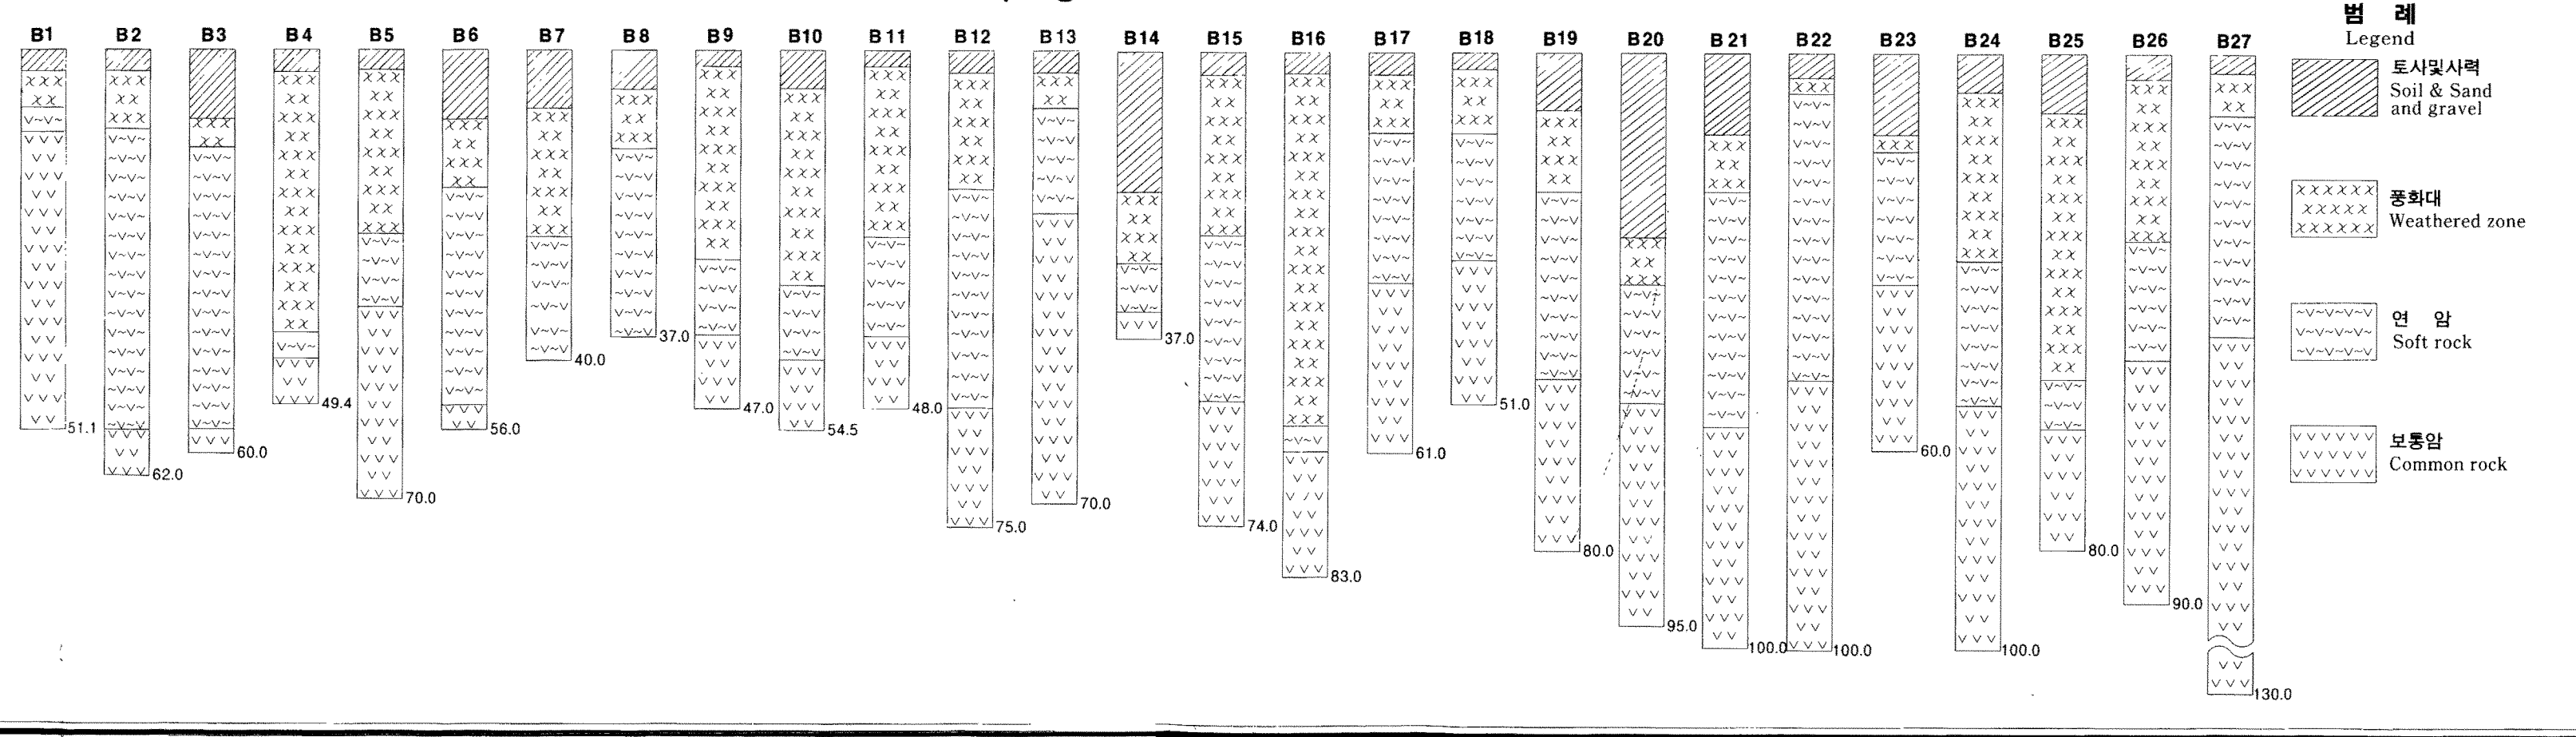 B1 B2 B3 B4 B5 B6 B7 B8 B9 B10 B11 B12 B13 B14 B15 B16 B17 B18 B19 B20 B21 B22 B23 B24 B25 B26 B27
51.1
62.0
60.0
49.4
70.0
56.0
40.0
37.0
47.0
54.5
48.0
75.0
70.0
37.0
74.0
83.0
61.0
51.0
80.0
95.0
100.0
100.0
60.0
100.0
80.0
90.0
130.0
범 례
Legend
토사및사력
Soil & Sand
and gravel
풍화대
Weathered zone
연 암
Soft rock
보통암
Common rock